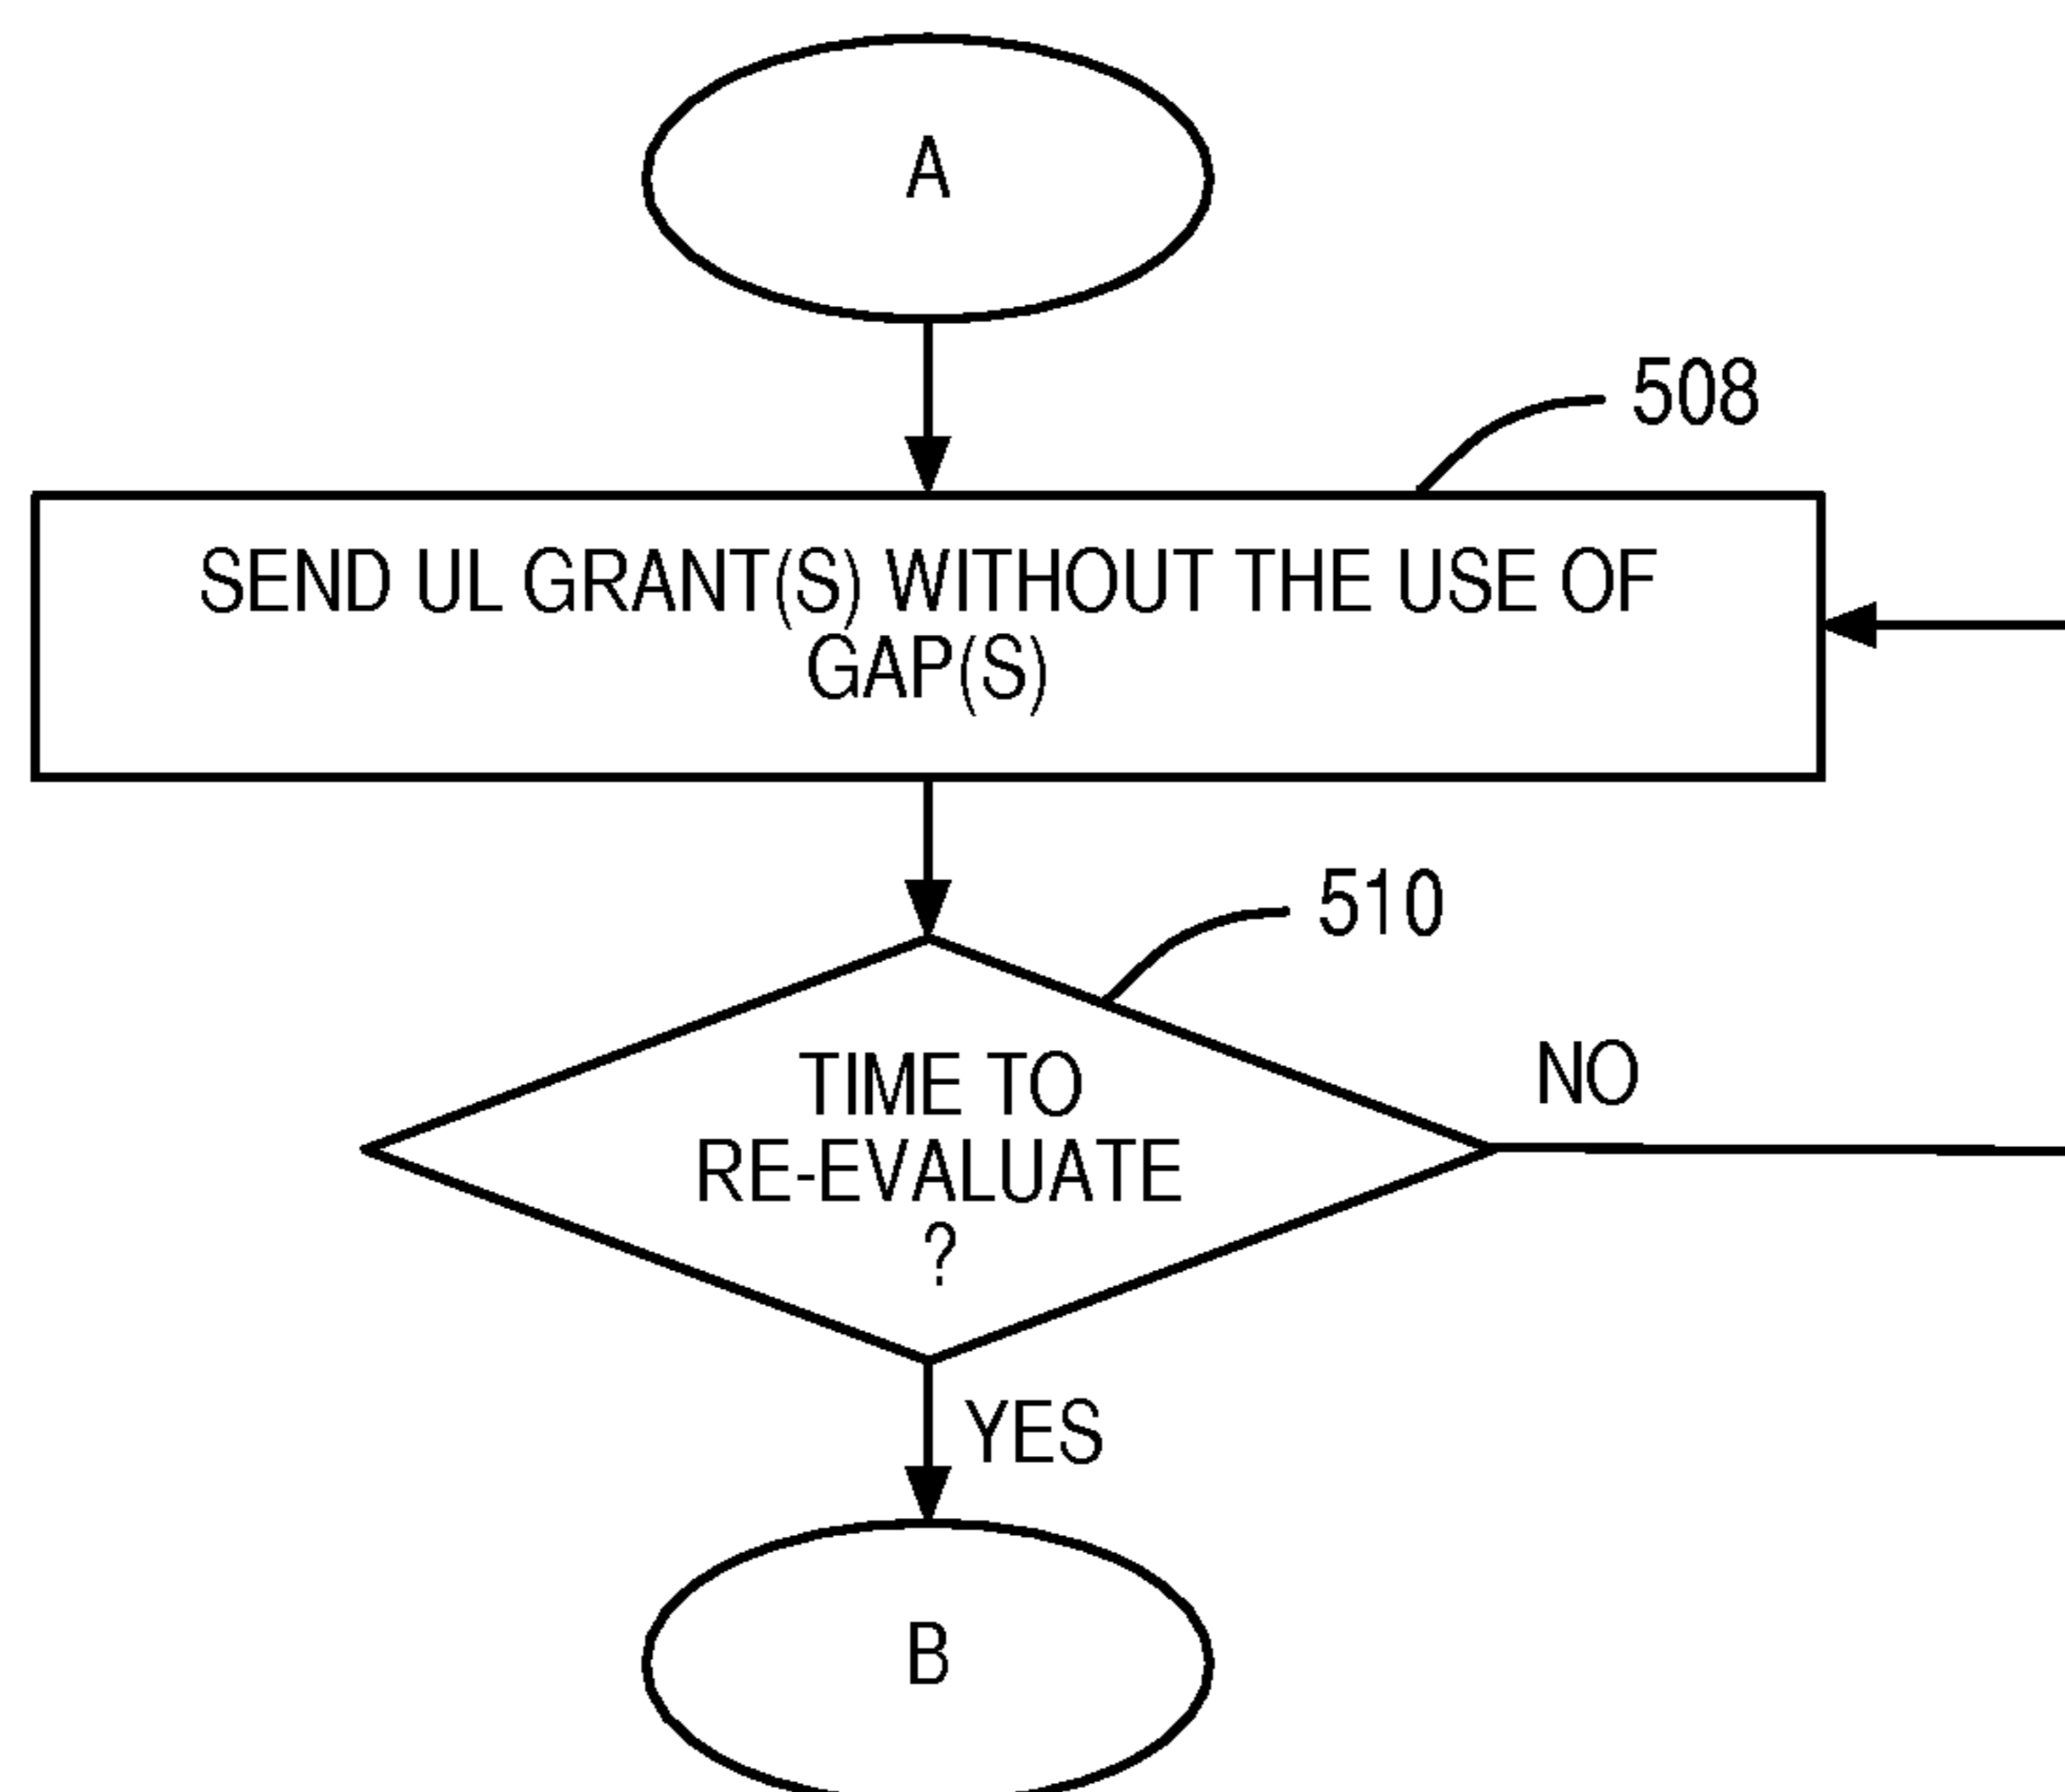 A
508
SEND UL GRANT(S) WITHOUT THE USE OF
GAP(S)
510
TIME TO
RE-EVALUATE
?
NO
YES
B